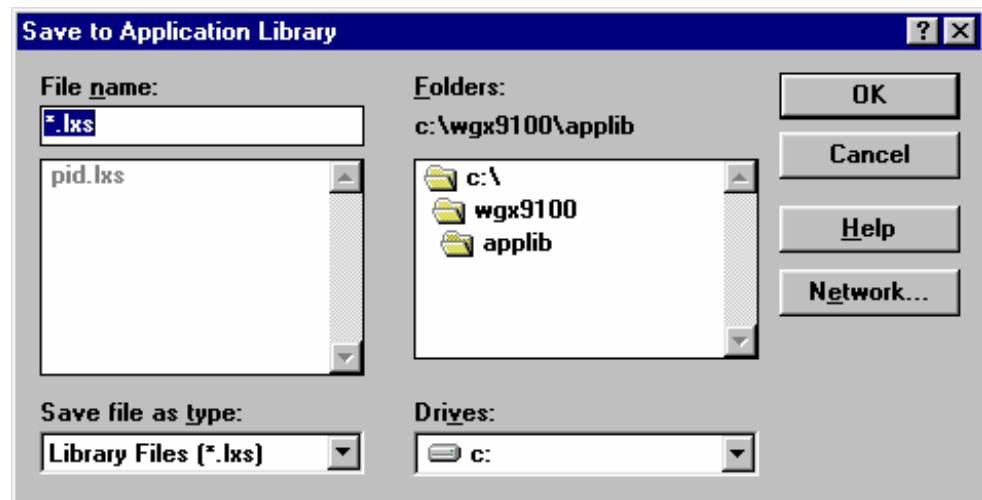 Save to Application Library
File name:
*.lxs
pid.lxs
Save file as type:
Library Files (*.lxs)
Folders:
c:\wgx9100\applib
c:\
wgx9100
applib
Drives:
c:
OK
Cancel
Help
Network...